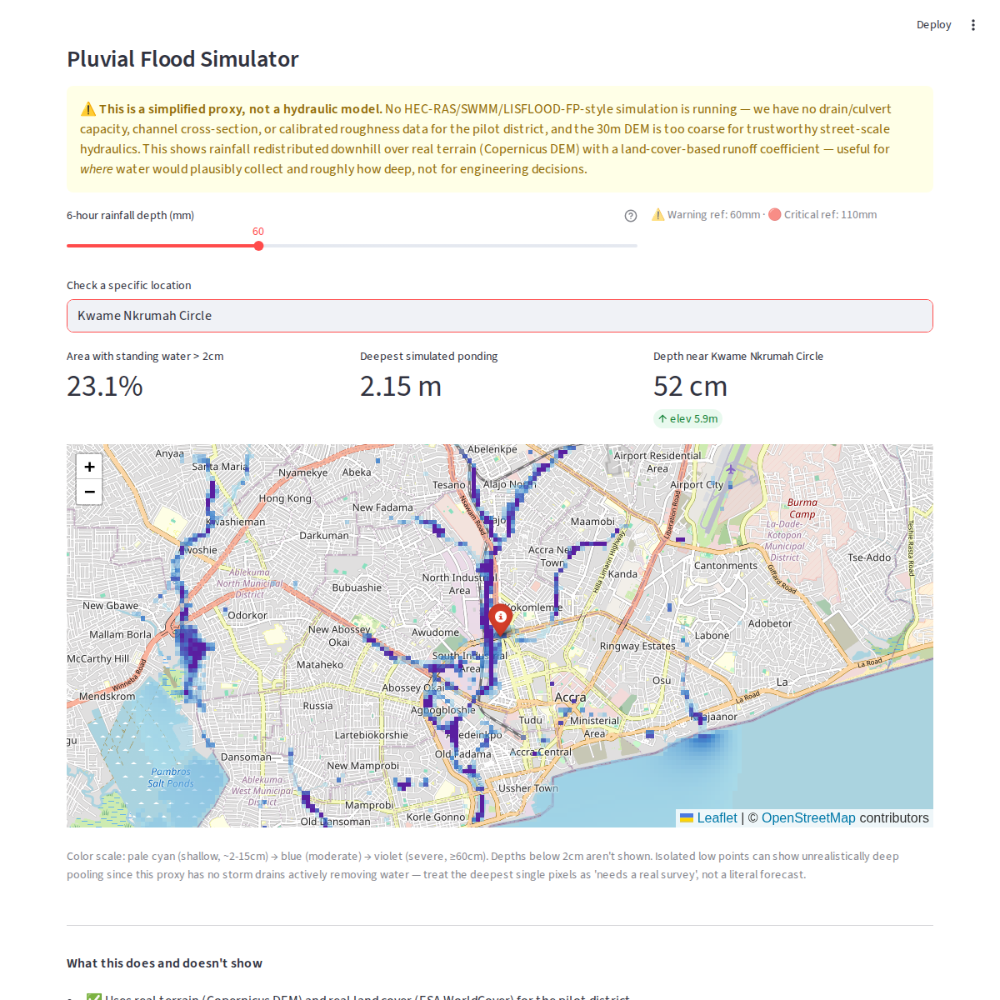 Deploy
Pluvial Flood Simulator
⚠️ This is a simplified proxy, not a hydraulic model. No HEC-RAS/SWMM/LISFLOOD-FP-style simulation is running — we have no drain/culvert
capacity, channel cross-section, or calibrated roughness data for the pilot district, and the 30m DEM is too coarse for trustworthy street-scale
hydraulics. This shows rainfall redistributed downhill over real terrain (Copernicus DEM) with a land-cover-based runoff coefficient — useful for
where water would plausibly collect and roughly how deep, not for engineering decisions.
6-hour rainfall depth (mm)
⚠️ Warning ref: 60mm · 🔴 Critical ref: 110mm
60
Check a specific location
Kwame Nkrumah Circle
Area with standing water > 2cm
Deepest simulated ponding
Depth near Kwame Nkrumah Circle
23.1%
2.15 m
52 cm
↑ elev 5.9m
+
−
Anyaa
Santa Maria
Nyamekye
Abeka
Abelenkpe
Airport Residential
Area
Tesano
Alajo North
Airport City
Hong Kong
New Fadama
Nsawam Road
Liberation Road
Burma
Camp
Kwashieman
Darkuman
Maamobi
La-Dade-
Kotopon
Municipal
District
Teshie Rasta Road
Accra New
Town
Tse-Addo
Cantonments
Giffard Road
Hilla Limann Highway
Kanda
Ablekuma
North Municipal
District
North Industrial
Area
Bubuashie
New Gbawe
Odorkor
Kokomlemle
Adobetor
Mallam Borla
New Abossey
Okai
Awudome
Labone
Ringway Estates
McCarthy Hill
Mataheko
South Industrial
Area
La Road
Winneba Road
Osu
La
Mendskrom
Abossey Okai
Accra
La Road
Russia
Agbogbloshie
Tudu
Ministerial
Area
Lartebiokorshie
Old Fadama
Accra Central
Dansoman
New Mamprobi
Pumbros
Salt Ponds
Ablekuma
West Municipal
District
Ussher Town
Mamprobi
Korle Gonno
Old Dansoman
Leaflet | © OpenStreetMap contributors
Color scale: pale cyan (shallow, ~2-15cm) → blue (moderate) → violet (severe, ≥60cm). Depths below 2cm aren't shown. Isolated low points can show unrealistically deep
pooling since this proxy has no storm drains actively removing water — treat the deepest single pixels as 'needs a real survey', not a literal forecast.
What this does and doesn't show
✅ Uses real terrain (Copernicus DEM) and real land cover (ESA WorldCover) for the pilot district